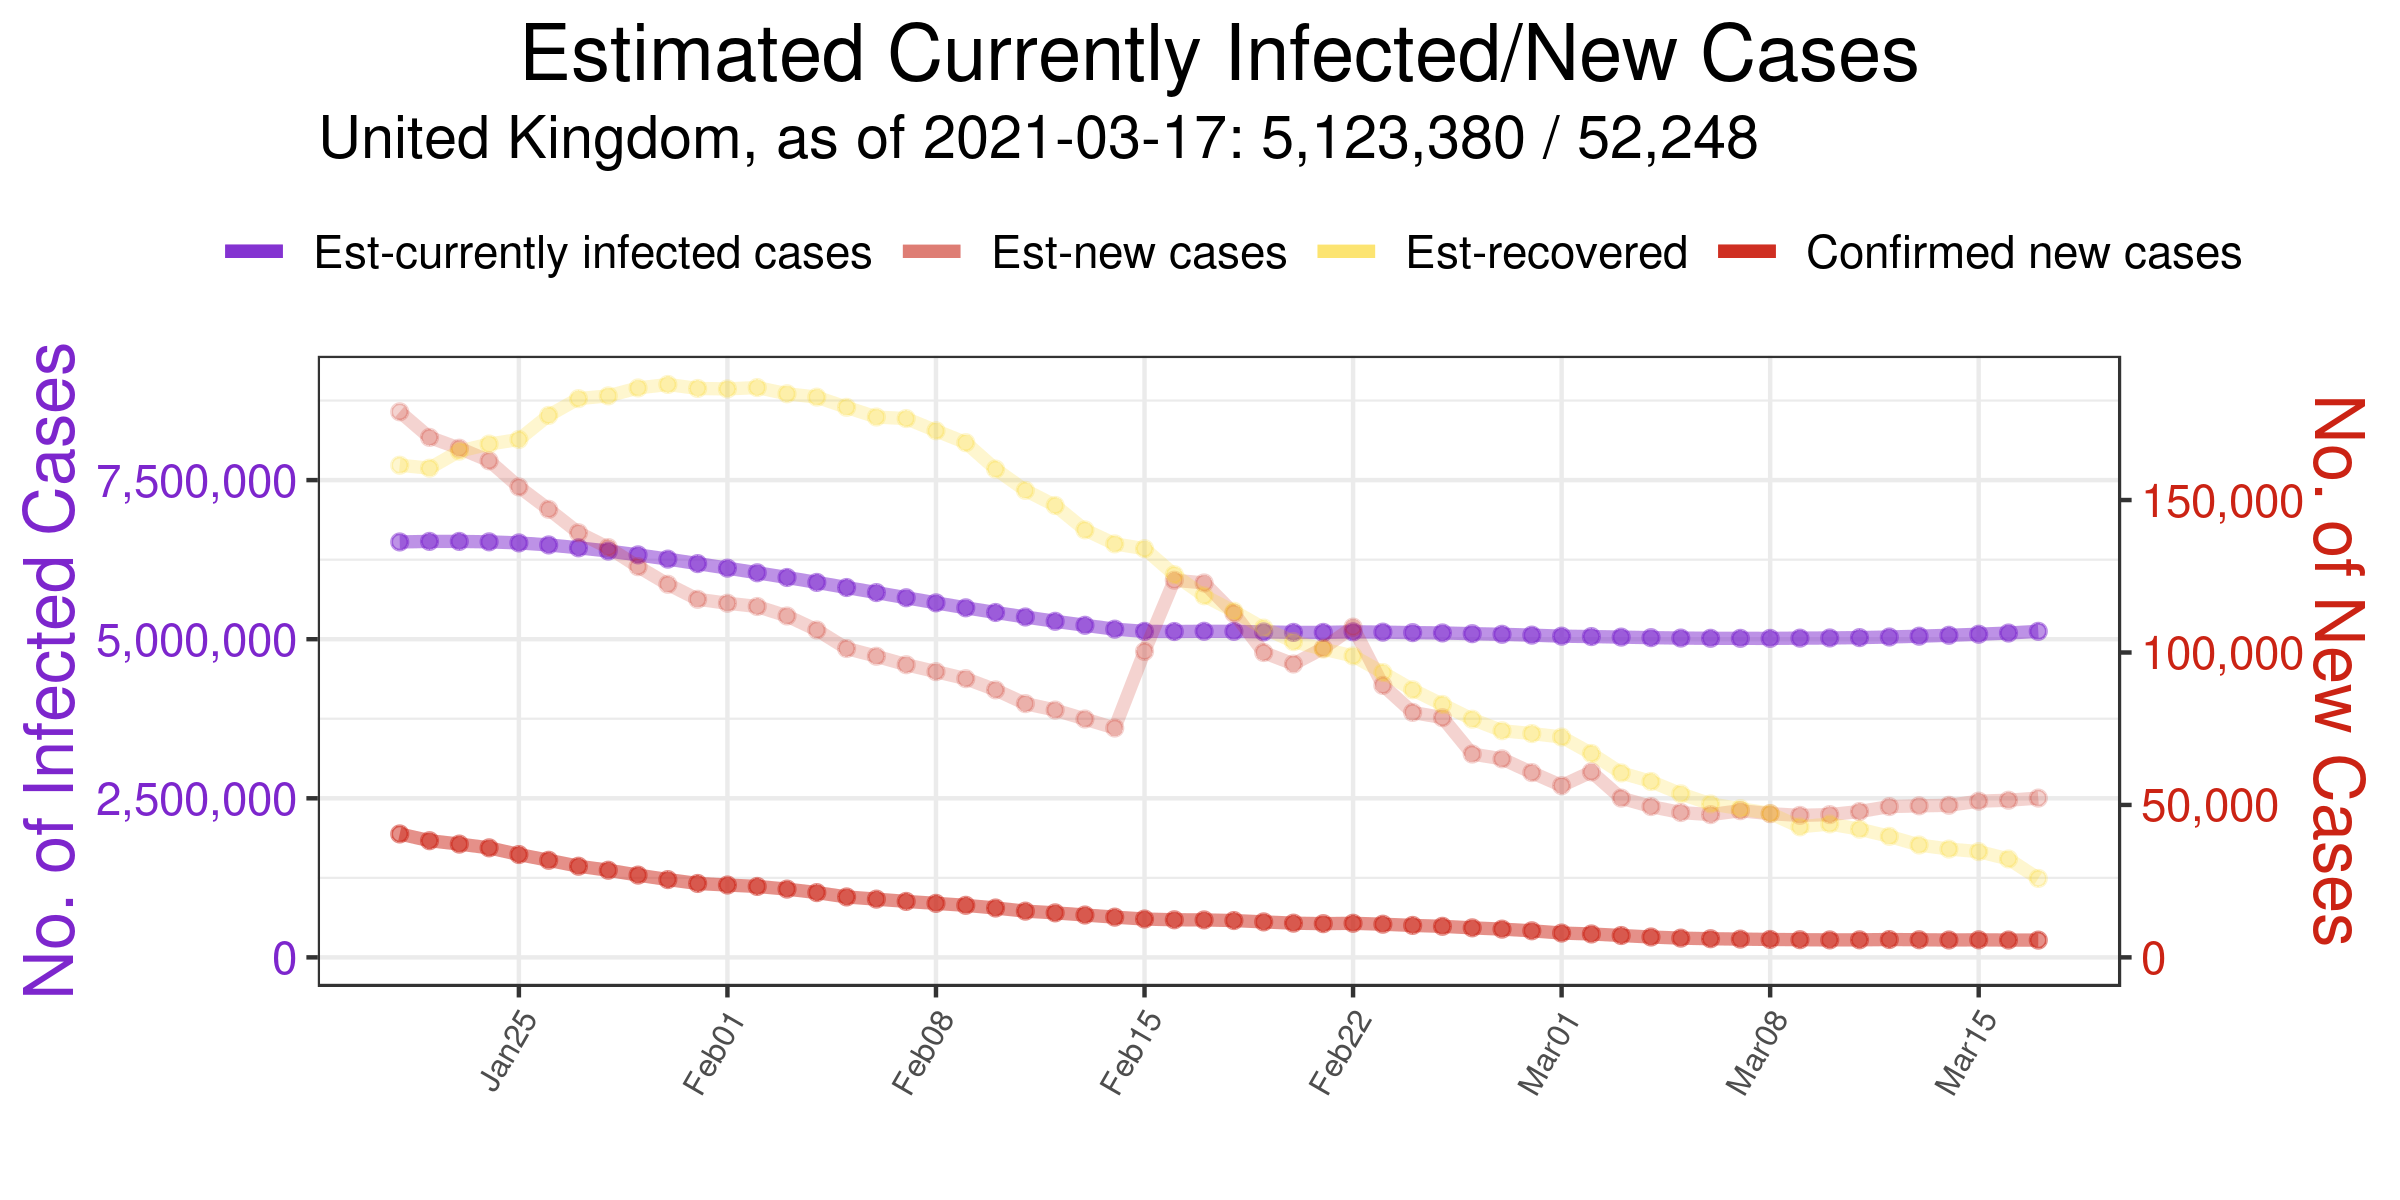 Estimated Currently Infected/New Cases
United Kingdom, as of 2021-03-17: 5,123,380 / 52,248
Est-currently infected cases Est-new cases Est-recovered Confirmed new cases
No. of Infected Cases
7,500,000
5,000,000
2,500,000
0
150,000
100,000
50,000
0
No. of New Cases
Jan25 Feb01 Feb08 Feb15 Feb22 Mar01 Mar08 Mar15